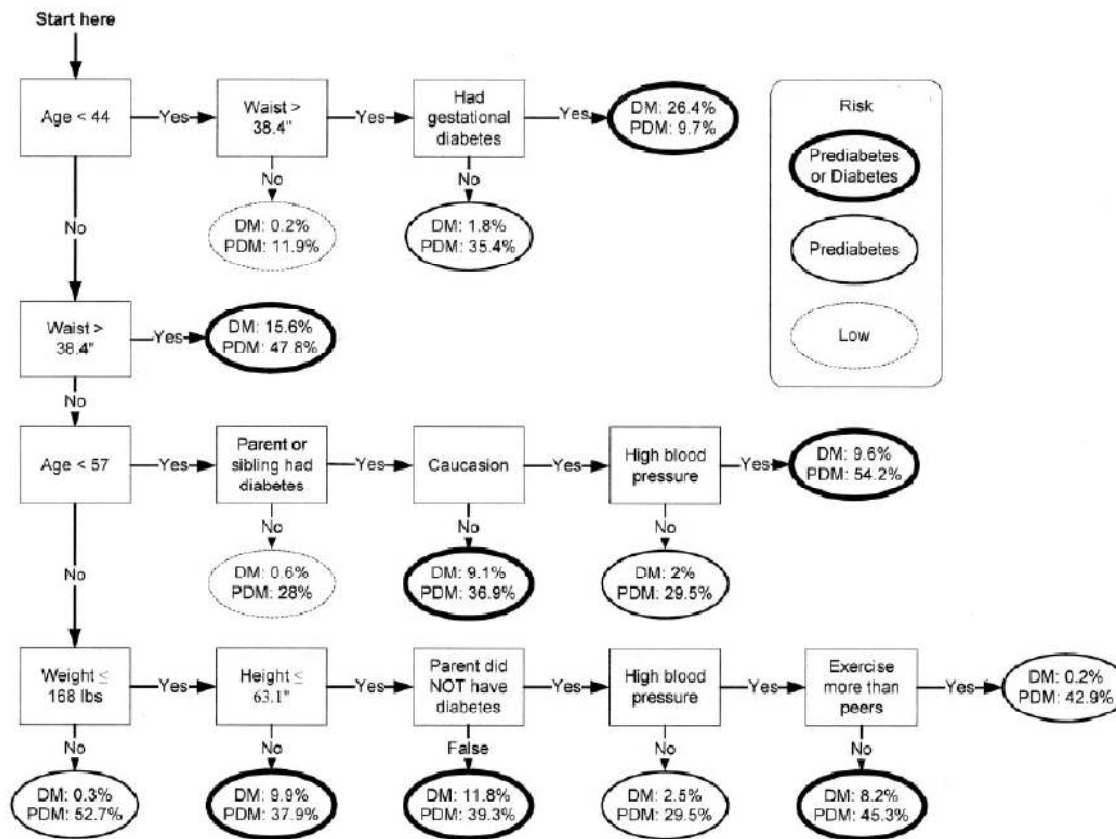 Start here
Age < 44
Yes
Waist >
38.4"
Yes
Had
gestational
diabetes
Yes
DM: 26.4%
PDM: 9.7%
No
DM: 0.2%
PDM: 11.9%
No
DM: 1.8%
PDM: 35.4%
Risk
Prediabetes
or Diabetes
Prediabetes
Low
No
Waist >
38.4"
Yes
DM: 15.6%
PDM: 47.8%
No
Age < 57
Yes
Parent or
sibling had
diabetes
Yes
Caucasion
Yes
High blood
pressure
Yes
DM: 9.6%
PDM: 54.2%
No
DM: 0.6%
PDM: 28%
No
DM: 9.1%
PDM: 36.9%
No
DM: 2%
PDM: 29.5%
No
Weight ≤
168 lbs
Yes
Height ≤
63.1"
Yes
Parent did
NOT have
diabetes
Yes
High blood
pressure
Yes
Exercise
more than
peers
Yes
DM: 0.2%
PDM: 42.9%
No
DM: 0.3%
PDM: 52.7%
No
DM: 9.9%
PDM: 37.9%
False
DM: 11.8%
PDM: 39.3%
No
DM: 2.5%
PDM: 29.5%
No
DM: 8.2%
PDM: 45.3%